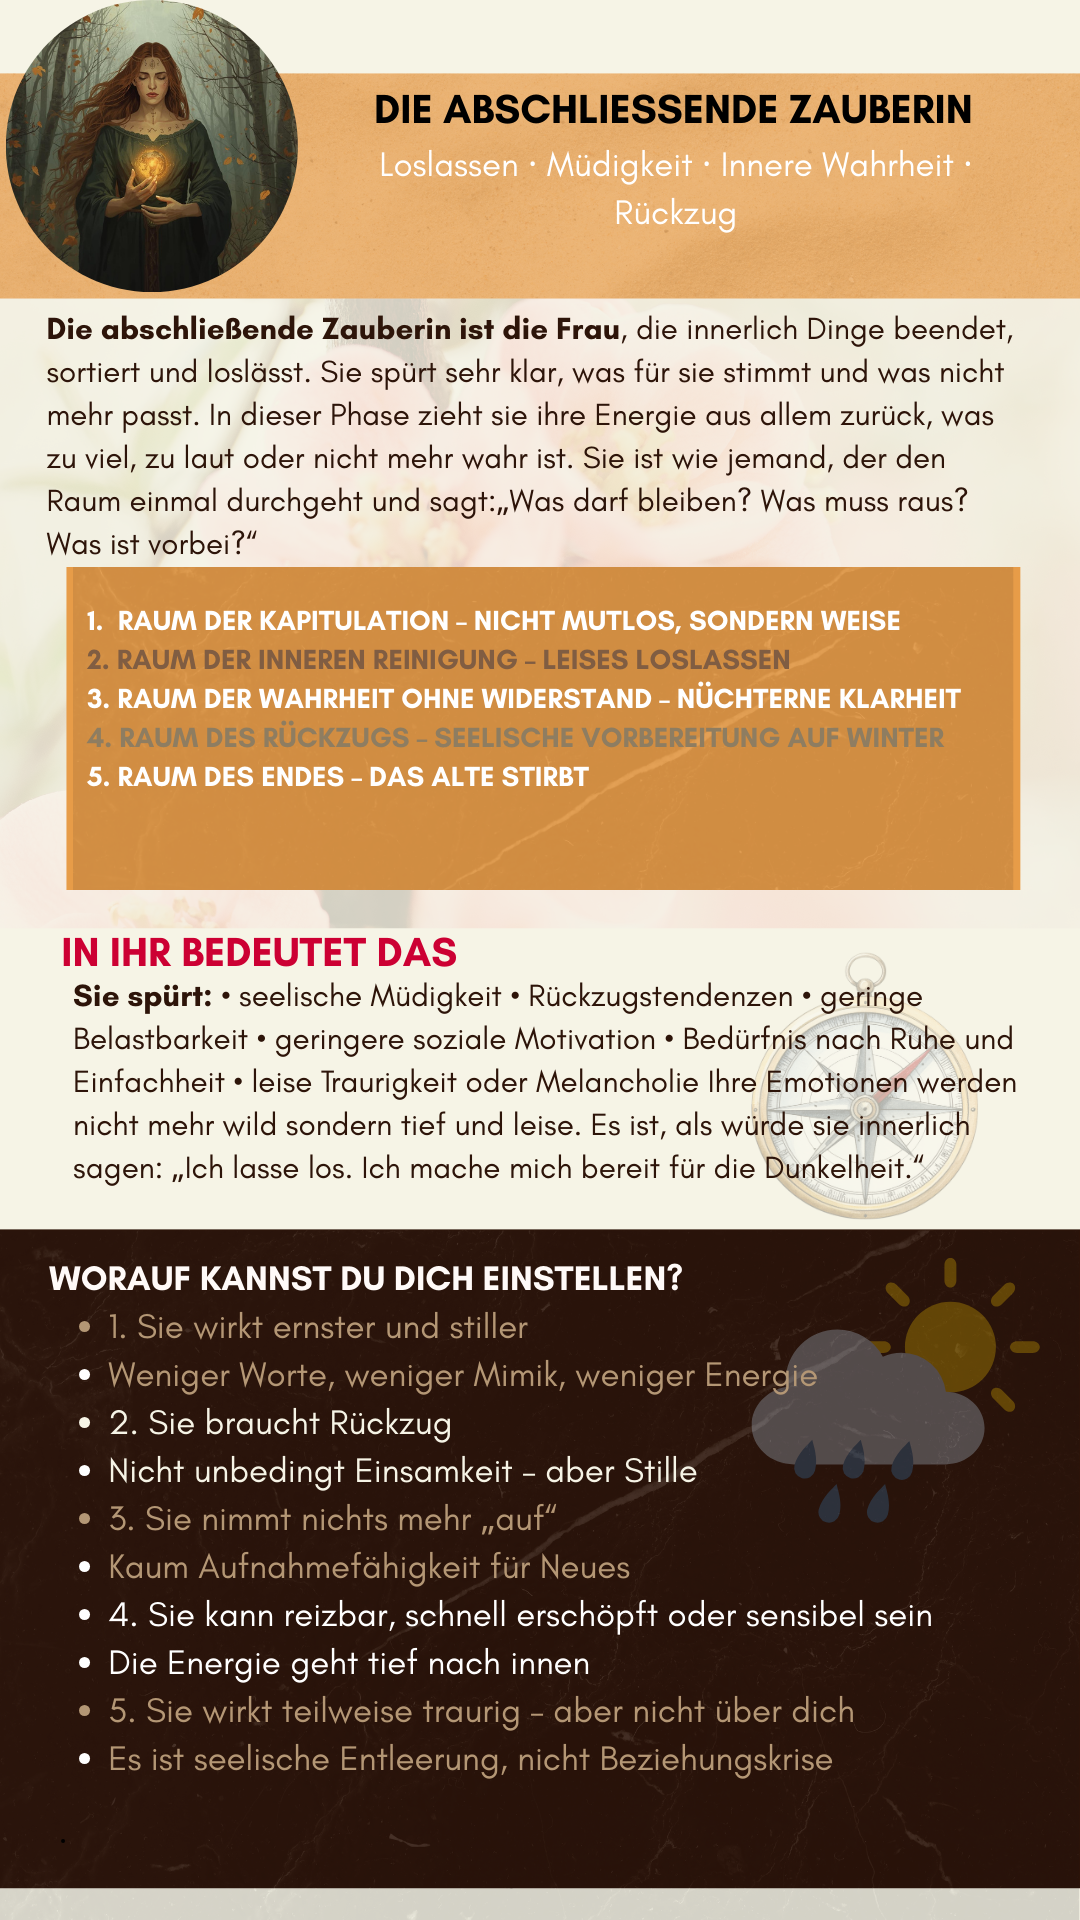 DIE ABSCHLIESSENDE ZAUBERIN
Loslassen · Müdigkeit · Innere Wahrheit ·
Rückzug
Die abschließende Zauberin ist die Frau, die innerlich Dinge beendet,
sortiert und loslässt. Sie spürt sehr klar, was für sie stimmt und was nicht
mehr passt. In dieser Phase zieht sie ihre Energie aus allem zurück, was
zu viel, zu laut oder nicht mehr wahr ist. Sie ist wie jemand, der den
Raum einmal durchgeht und sagt:„Was darf bleiben? Was muss raus?
Was ist vorbei?“
1. RAUM DER KAPITULATION – NICHT MUTLOS, SONDERN WEISE
2. RAUM DER INNEREN REINIGUNG – LEISES LOSLASSEN
3. RAUM DER WAHRHEIT OHNE WIDERSTAND – NÜCHTERNE KLARHEIT
4. RAUM DES RÜCKZUGS – SEELISCHE VORBEREITUNG AUF WINTER
5. RAUM DES ENDES – DAS ALTE STIRBT
IN IHR BEDEUTET DAS
Sie spürt: • seelische Müdigkeit • Rückzugstendenzen • geringe
Belastbarkeit • geringere soziale Motivation • Bedürfnis nach Ruhe und
Einfachheit • leise Traurigkeit oder Melancholie Ihre Emotionen werden
nicht mehr wild sondern tief und leise. Es ist, als würde sie innerlich
sagen: „Ich lasse los. Ich mache mich bereit für die Dunkelheit.“
WORAUF KANNST DU DICH EINSTELLEN?
• 1. Sie wirkt ernster und stiller
• Weniger Worte, weniger Mimik, weniger Energie
• 2. Sie braucht Rückzug
• Nicht unbedingt Einsamkeit – aber Stille
• 3. Sie nimmt nichts mehr „auf“
• Kaum Aufnahmefähigkeit für Neues
• 4. Sie kann reizbar, schnell erschöpft oder sensibel sein
• Die Energie geht tief nach innen
• 5. Sie wirkt teilweise traurig – aber nicht über dich
• Es ist seelische Entleerung, nicht Beziehungskrise
.